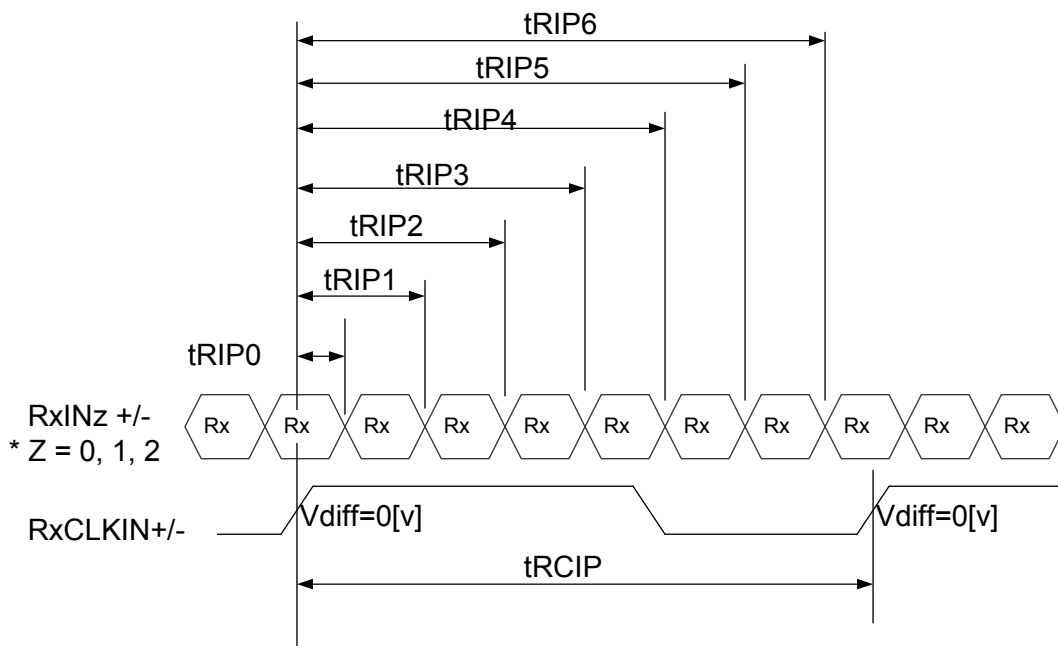 tRIP6
tRIP5
tRIP4
tRIP3
tRIP2
tRIP1
tRIP0
RxINz +/-
* Z = 0, 1, 2
Rx Rx Rx Rx Rx Rx Rx Rx Rx Rx Rx
RxCLKIN+/-
Vdiff=0[v] Vdiff=0[v]
tRCIP